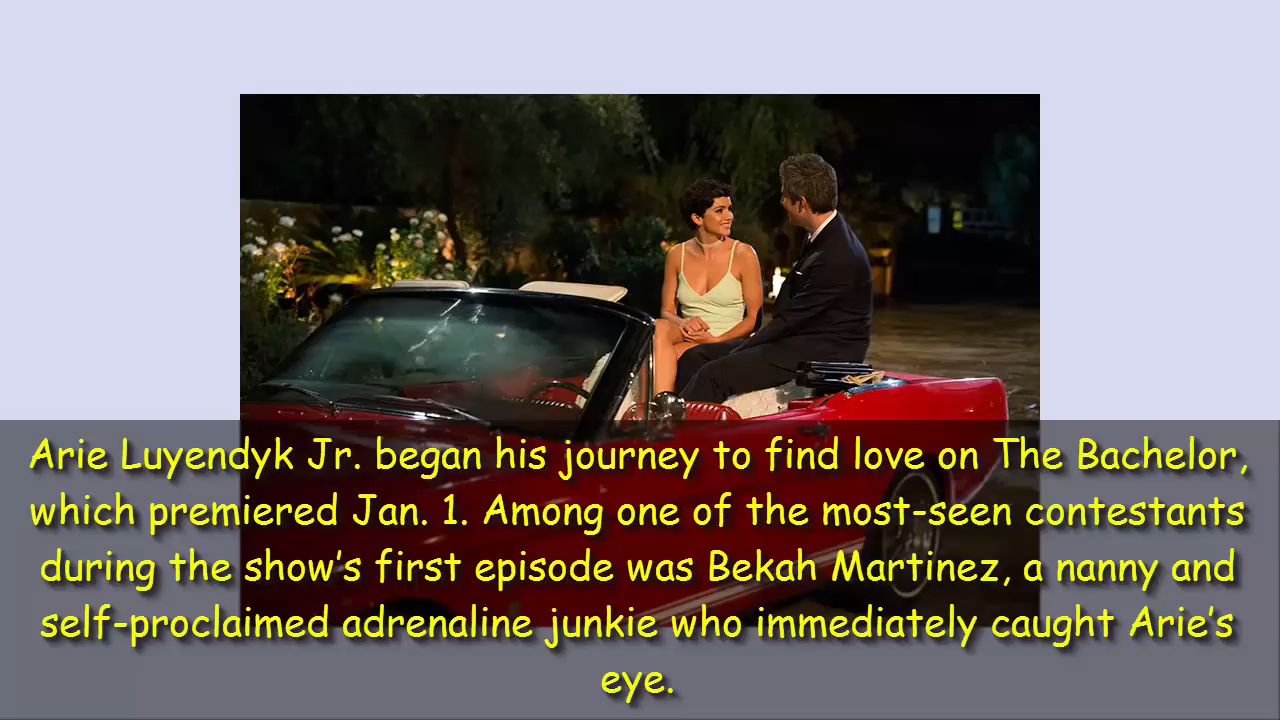 Arie Luyendyk Jr. began his journey to find love on The Bachelor,
which premiered Jan. 1. Among one of the most-seen contestants
during the show’s first episode was Bekah Martinez, a nanny and
self-proclaimed adrenaline junkie who immediately caught Arie’s
eye.